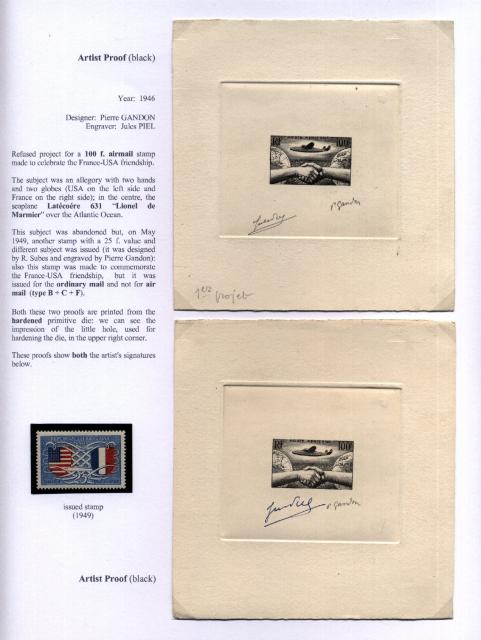 Artist Proof (black)
Year: 1946
Designer: Pierre GANDON
Engraver: Jules PIEL
Refused project for a 100 f. airmail stamp
made to celebrate the France-USA friendship.
The subject was an allegory with two hands
and two globes (USA on the left side and
France on the right side); in the centre, the
seaplane Latécoère 631 "Lionel de
Marmier" over the Atlantic Ocean.
This subject was abandoned but, on May
1949, another stamp with a 25 f. value and
different subject was issued (it was designed
by R. Subes and engraved by Pierre Gandon):
also this stamp was made to commemorate
the France-USA friendship, but it was
issued for the ordinary mail and not for air
mail (type B + C + F).
Both these two proofs are printed from the
hardened primitive die: we can see the
impression of the little hole, used for
hardening the die, in the upper right corner.
These proofs show both the artist's signatures
below.
issued stamp
(1949)
Artist Proof (black)
RF 100F
P. Gandon
1er projet
RF 100F
P. Gandon